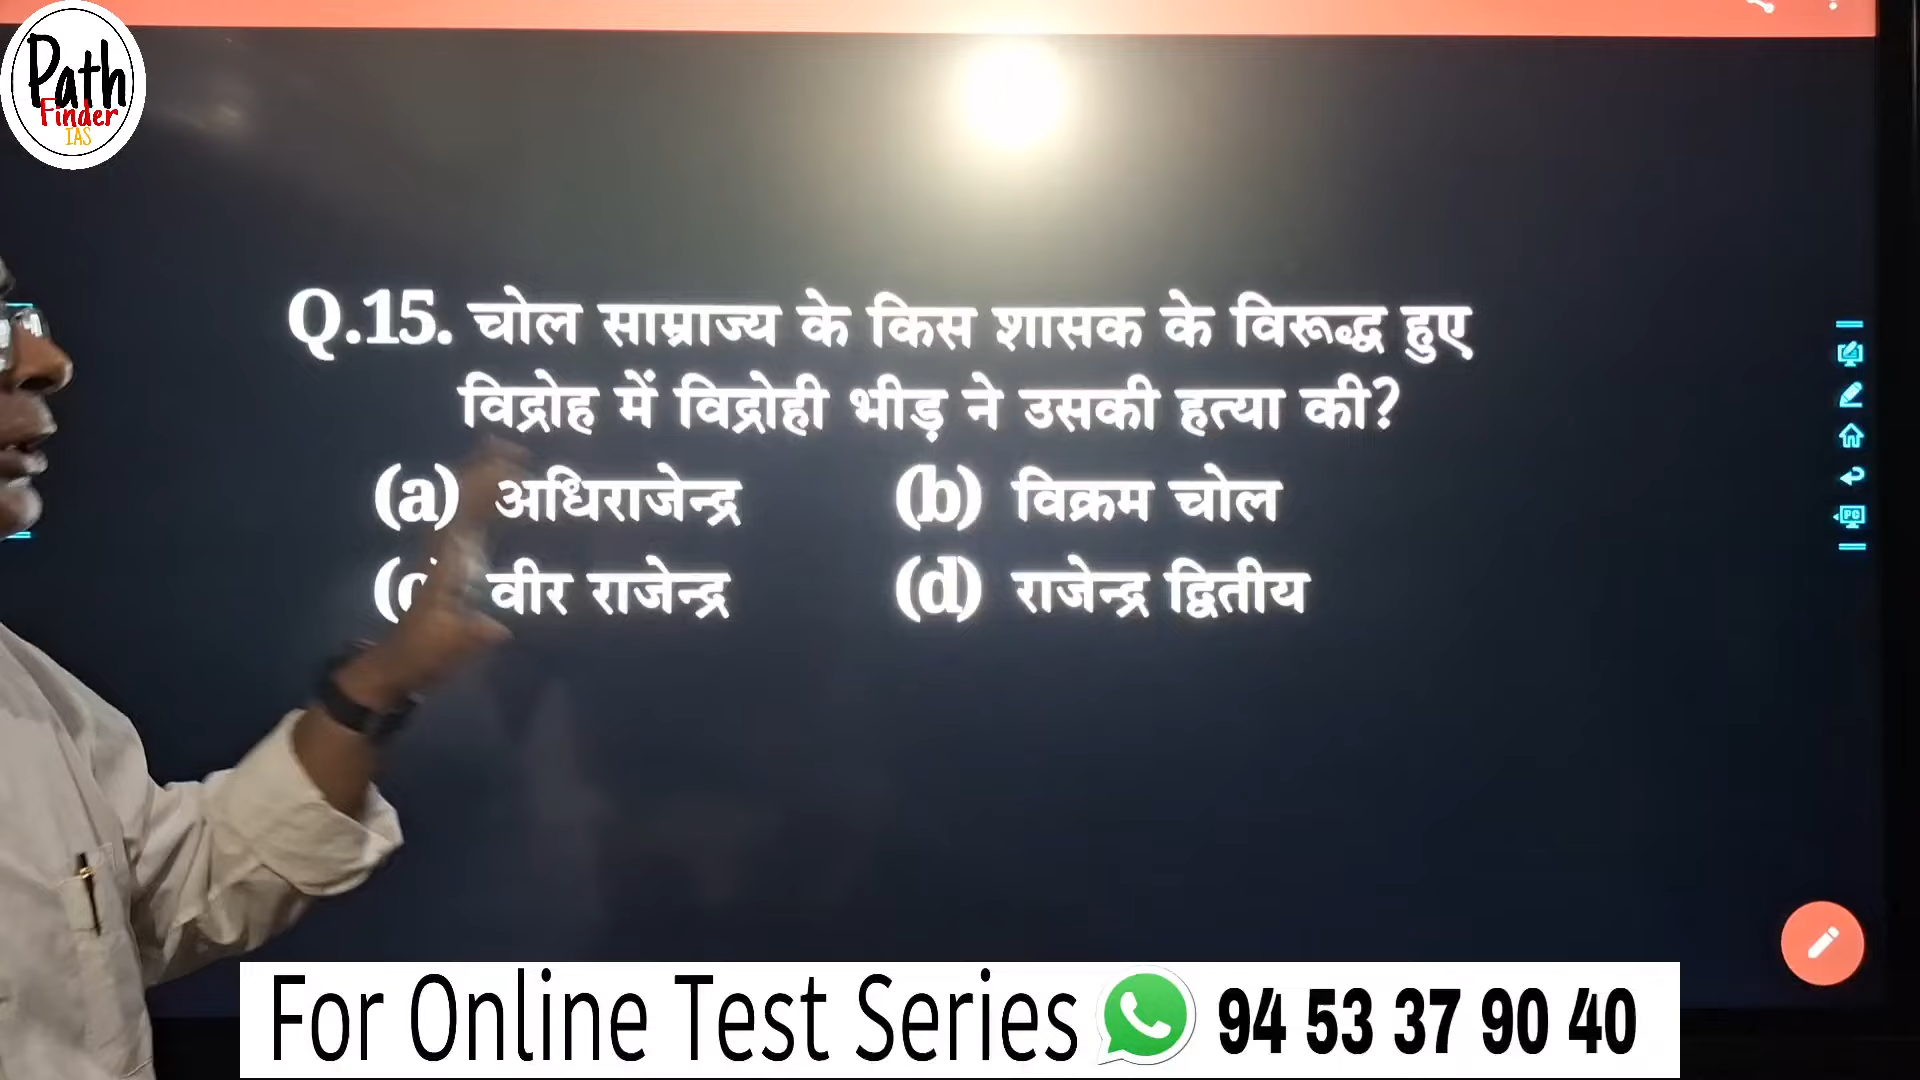 Path
Finder
IAS
Q.15. चोल साम्राज्य के किस शासक के विरूद्ध हुए
विद्रोह में विद्रोही भीड़ ने उसकी हत्या की?
(a) अधिराजेन्द्र (b) विक्रम चोल
वीर राजेन्द्र (d) राजेन्द्र द्वितीय
For Online Test Series 94 53 37 90 40